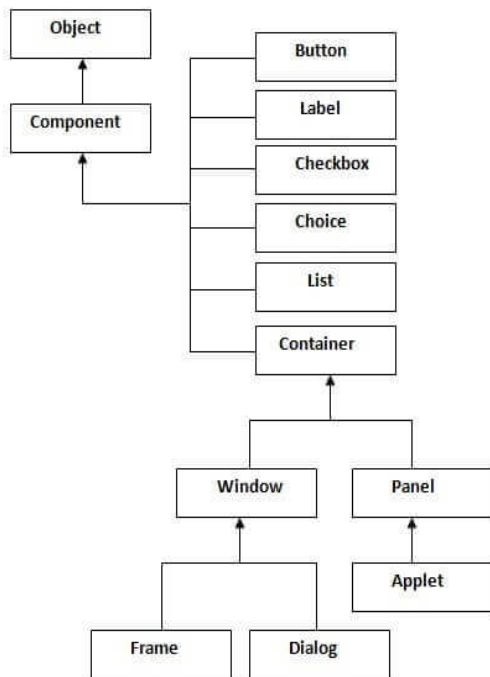 Object
Button
Component
Label
Checkbox
Choice
List
Container
Window
Panel
Applet
Frame
Dialog